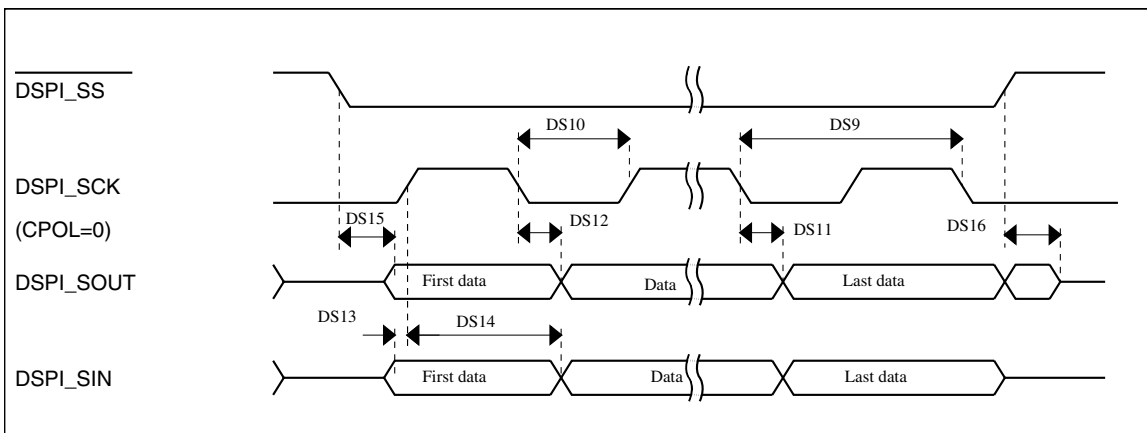 DSPI_SS
DS10
DS9
DSPI_SCK
(CPOL=0)
DS15
DS12
DS11
DS16
DSPI_SOUT
First data
Data
Last data
DS13
DS14
DSPI_SIN
First data
Data
Last data